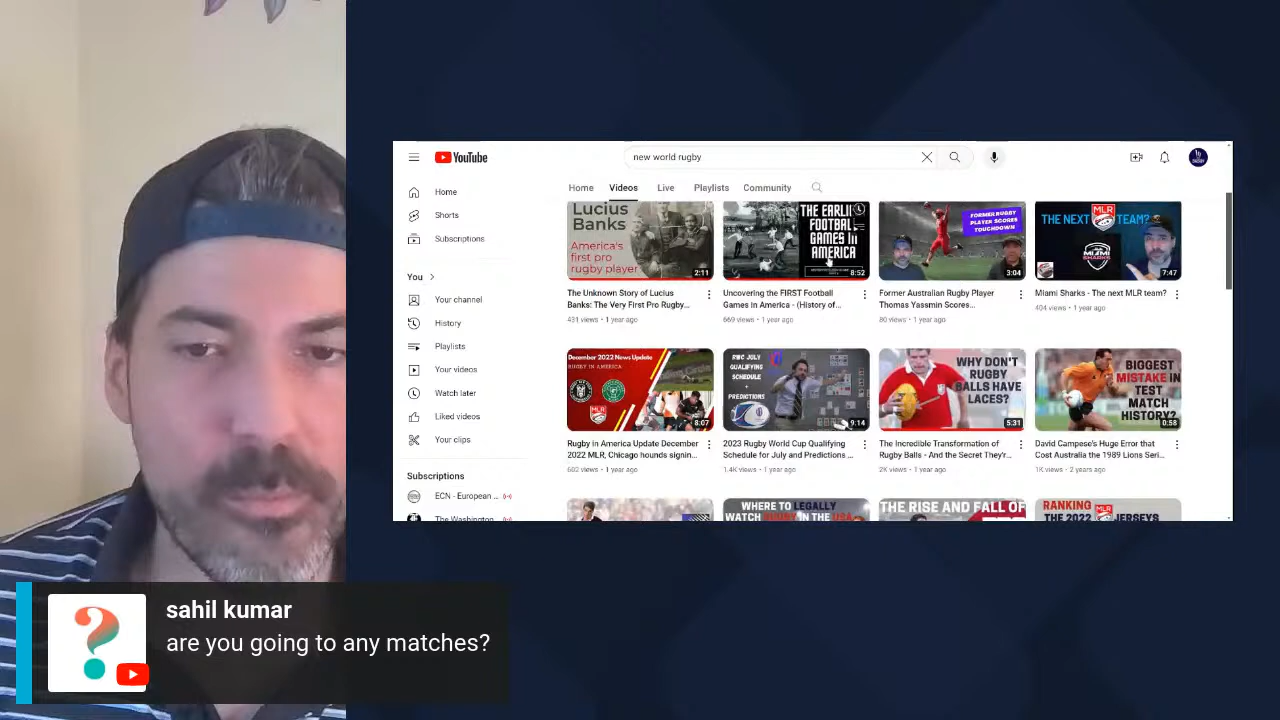 YouTube
new world rugby
Home
Videos
Live
Playlists
Community
Home
Shorts
Subscriptions
You
Your channel
History
Playlists
Your videos
Watch later
Liked videos
Your clips
Subscriptions
ECN - European ...
The Washington
Lucius
Banks
America's
first pro
rugby player
2:11
The Unknown Story of Lucius
Banks: The Very First Pro Rugby...
431 views • 1 year ago
THE EARLI
FOOTBAL
GAMES in
AMERICA
8:52
Uncovering the FIRST Football
Games in America - (History of...
669 views • 1 year ago
FORMER RUGBY
PLAYER SCORES
TOUCHDOWN
3:04
Former Australian Rugby Player
Thomas Yassmin Scores...
80 views • 1 year ago
THE NEXT MLR TEAM?
MIAMI
SHARKS
7:47
Miami Sharks - The next MLR team?
404 views • 1 year ago
December 2022 News Update
RUGBY IN AMERICA
MLR
8:07
Rugby in America Update December
2022 MLR, Chicago hounds signin...
602 views • 1 year ago
RWC JULY
QUALIFYING
SCHEDULE
+
PREDICTIONS
9:14
2023 Rugby World Cup Qualifying
Schedule for July and Predictions ...
1.4K views • 1 year ago
WHY DON'T
RUGBY
BALLS HAVE
LACES?
5:31
The Incredible Transformation of
Rugby Balls - And the Secret They'r...
2K views • 1 year ago
BIGGEST
MISTAKE IN
TEST
MATCH
HISTORY?
0:58
David Campese's Huge Error that
Cost Australia the 1989 Lions Seri...
1K views • 2 years ago
WHERE TO LEGALLY
WATCH RUGBY IN THE USA
THE RISE AND FALL OF
RANKING
THE 2022 MLR JERSEYS
sahil kumar
are you going to any matches?